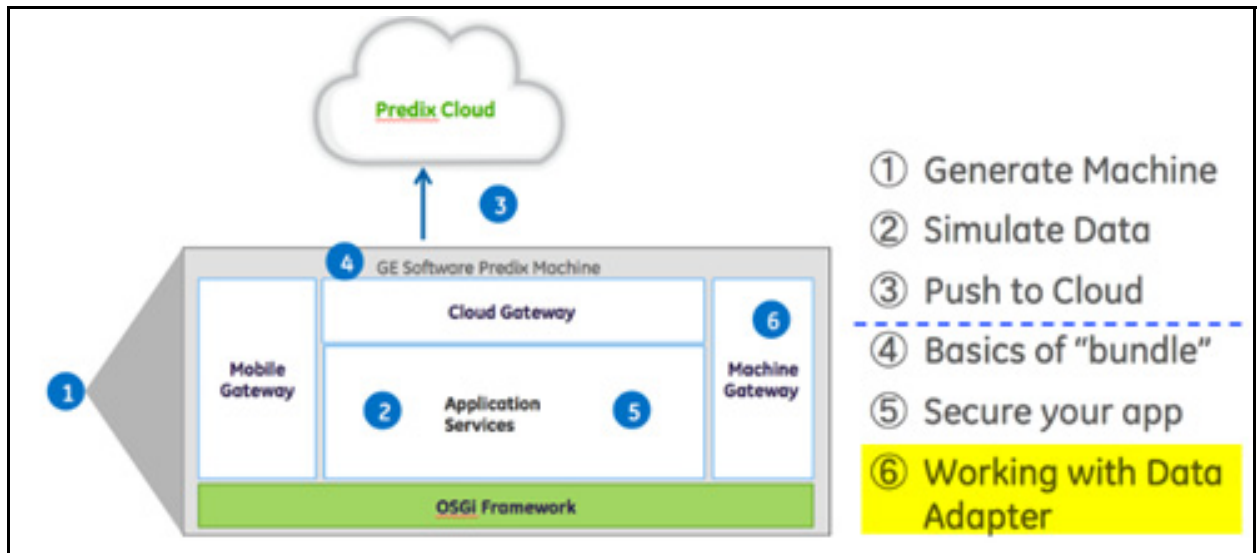 Predix Cloud
3
4
GE Software Predix Machine
Cloud Gateway
6
Mobile
Gateway
Machine
Gateway
1
2
Application
Services
5
OSGi Framework
① Generate Machine
② Simulate Data
③ Push to Cloud
④ Basics of “bundle”
⑤ Secure your app
⑥ Working with Data
Adapter